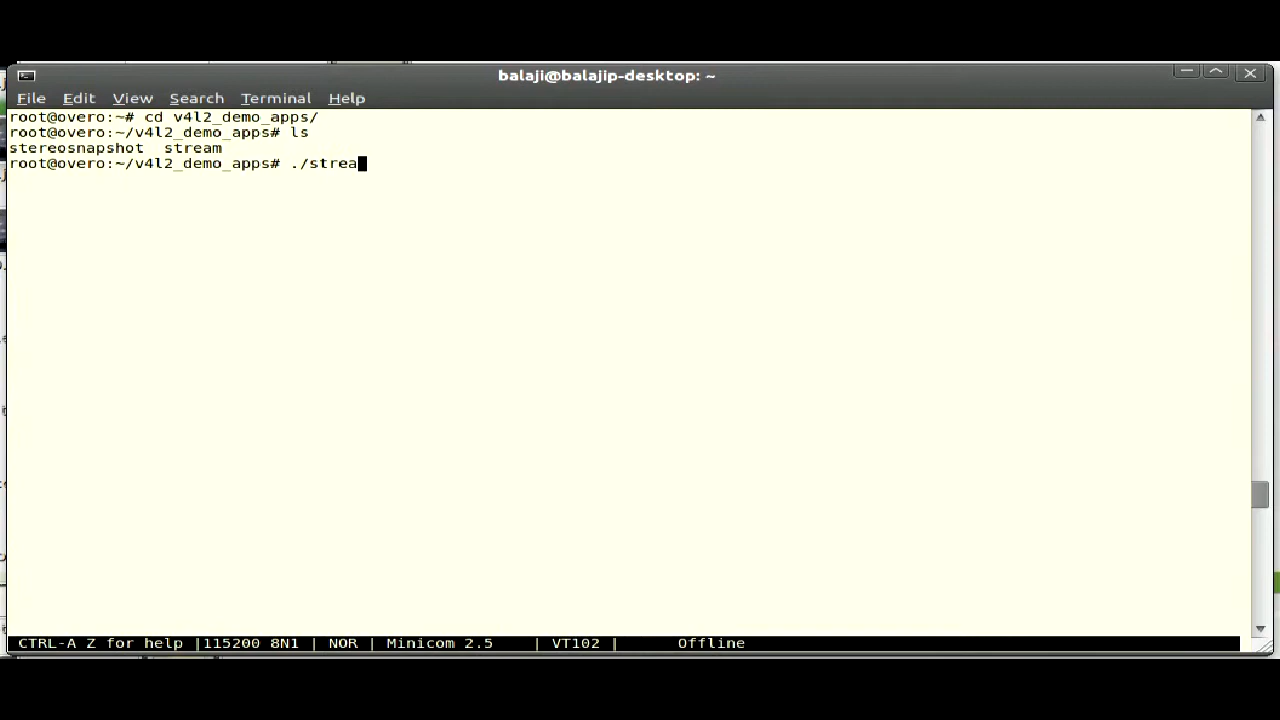 balaji@balajip-desktop: ~
File Edit View Search Terminal Help
root@overo:~# cd v4l2_demo_apps/
root@overo:~/v4l2_demo_apps# ls
stereosnapshot  stream
root@overo:~/v4l2_demo_apps# ./strea
CTRL-A Z for help |115200 8N1 | NOR | Minicom 2.5    | VT102 |      Offline